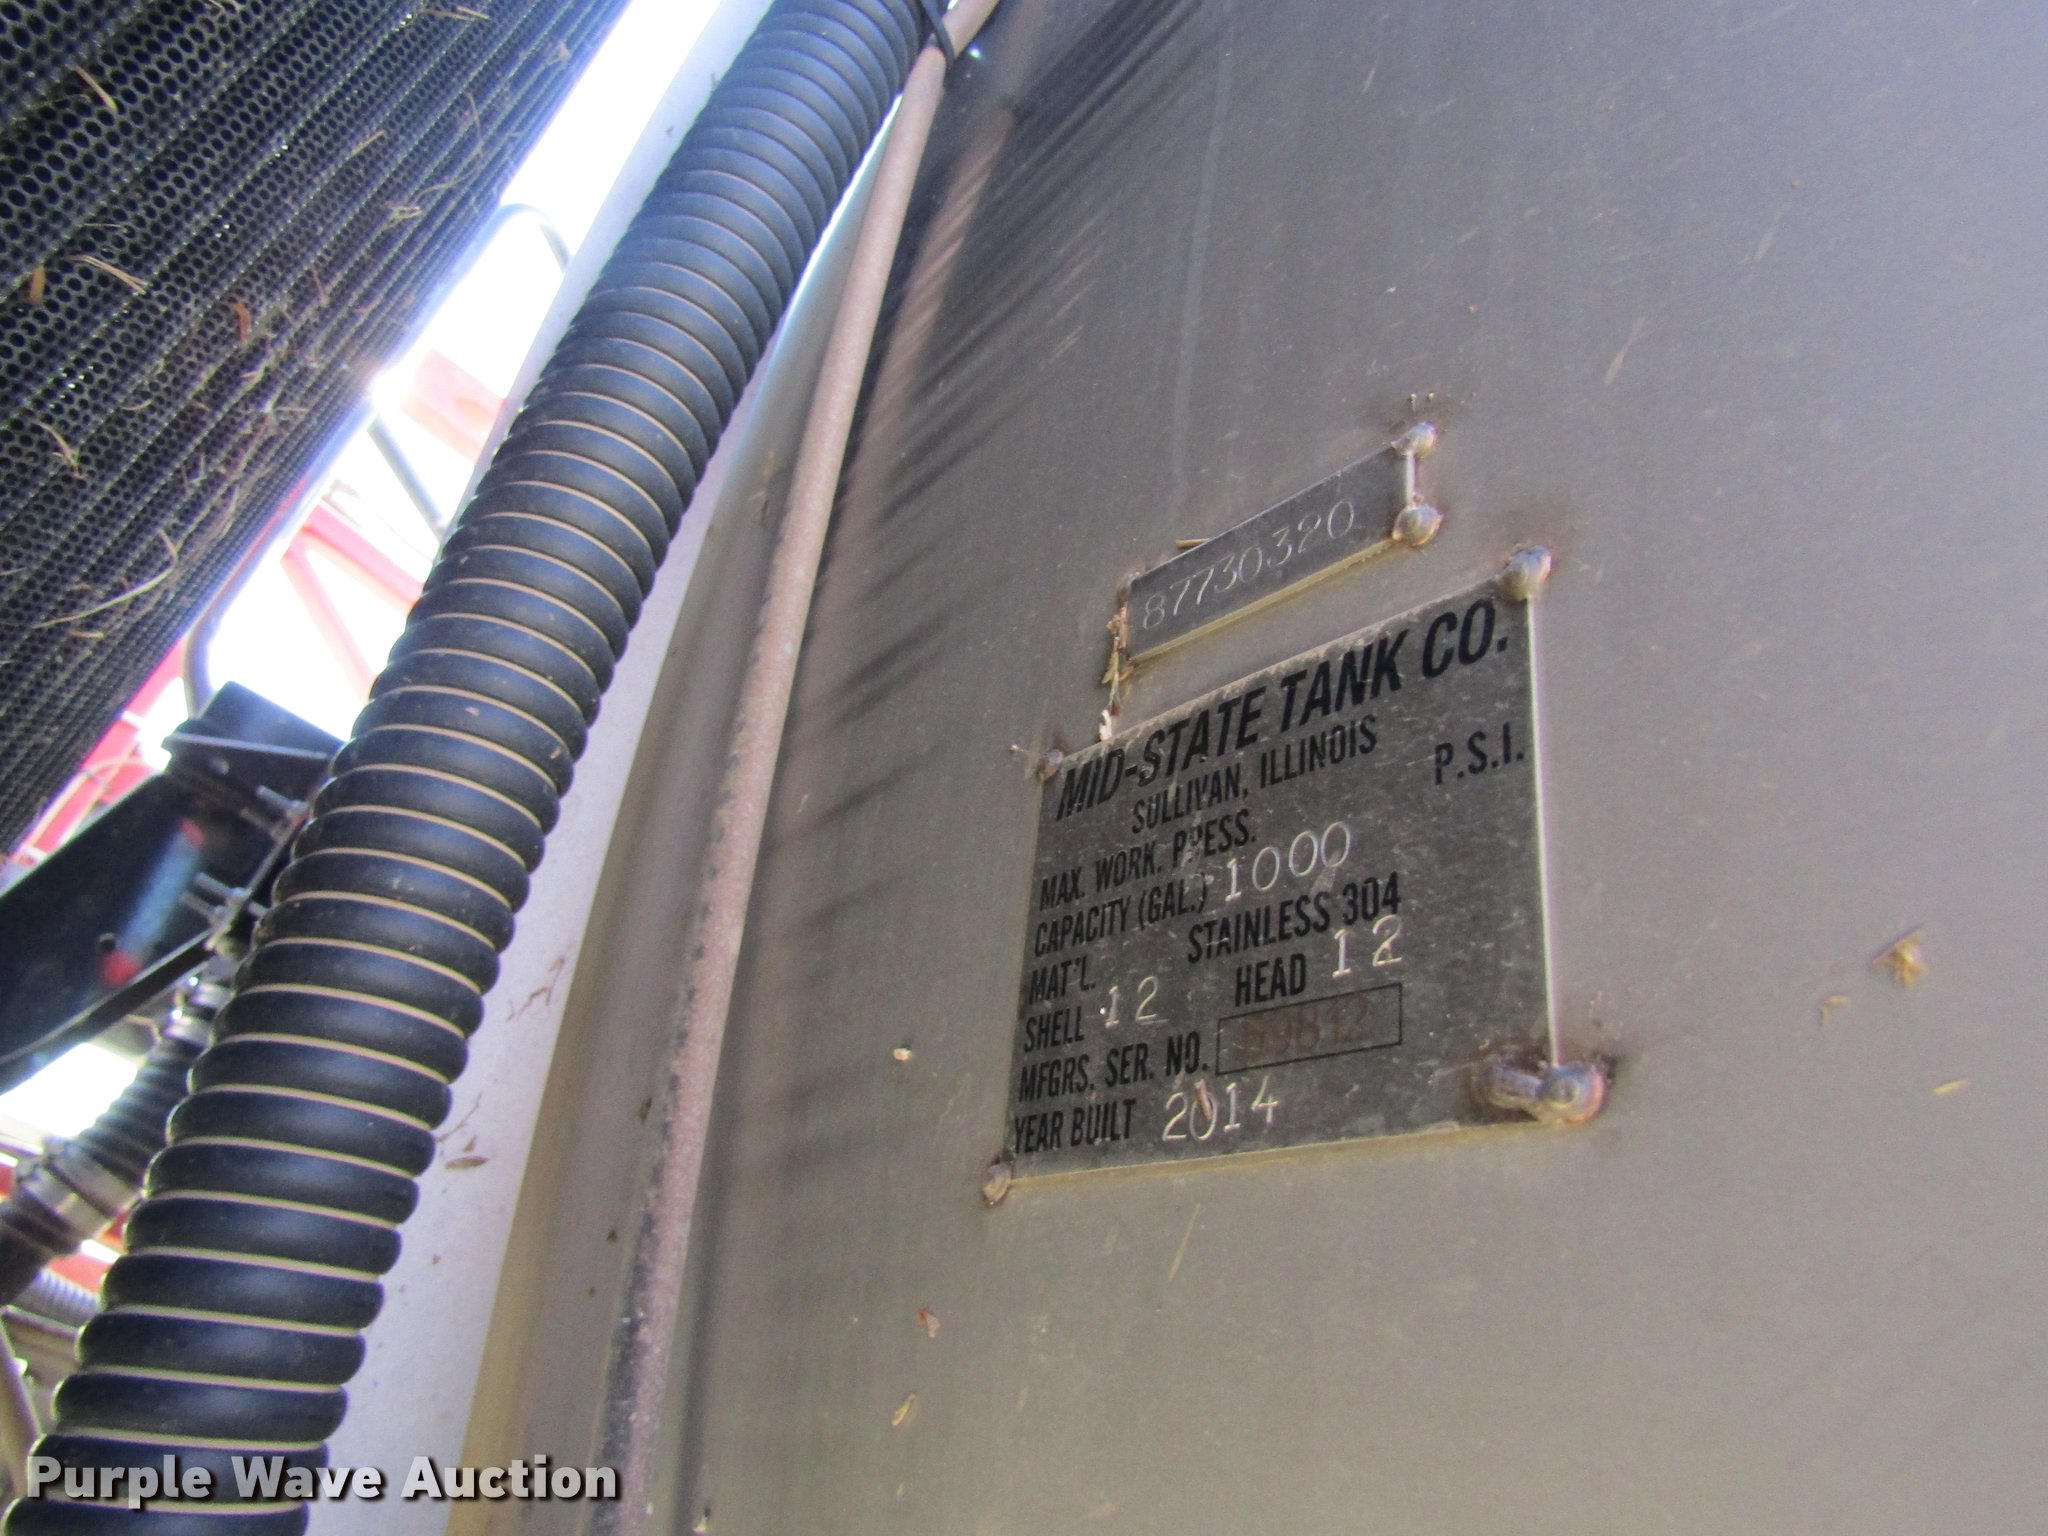 87730320
MID-STATE TANK CO.
SULLIVAN, ILLINOIS
MAX. WORK. PRESS. P.S.I.
CAPACITY (GAL.) 1000
MAT'L. STAINLESS 304
SHELL 12 HEAD 12
MFGRS. SER. NO.
YEAR BUILT 2014
Purple Wave Auction